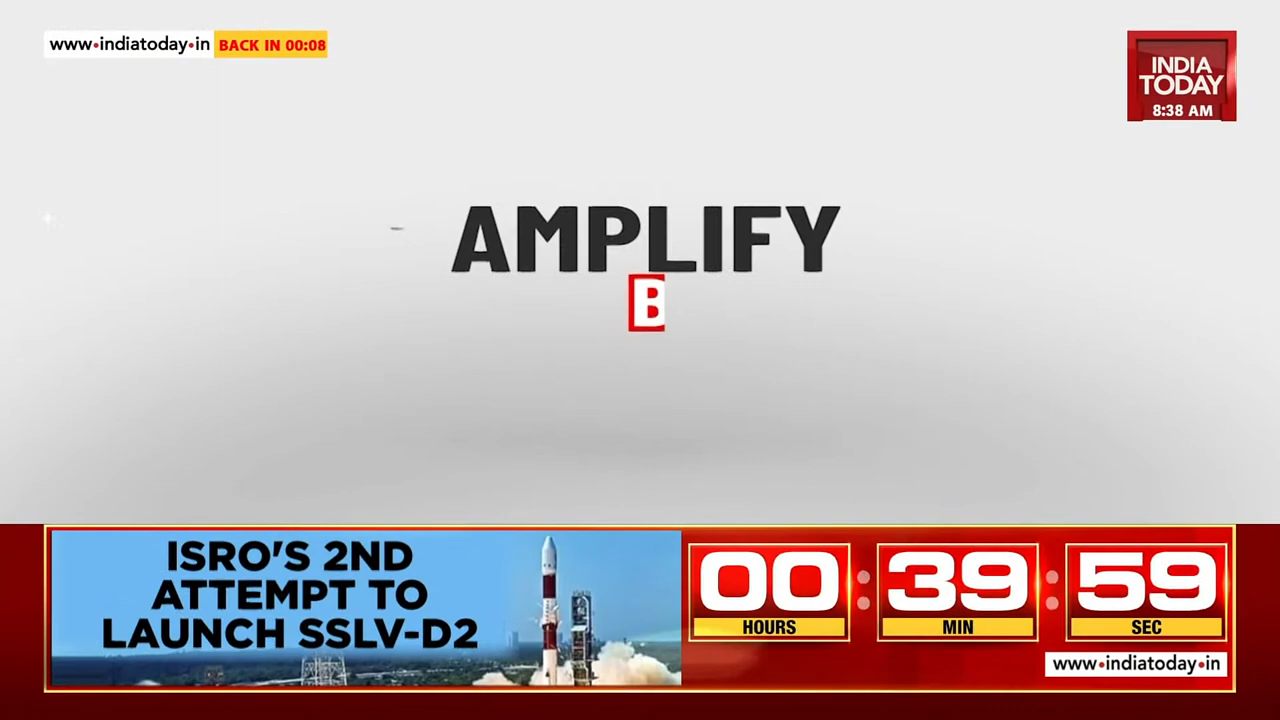 www•indiatoday•in BACK IN 00:08
INDIA
TODAY
8:38 AM
AMPLIFY
B
ISRO'S 2ND
ATTEMPT TO
LAUNCH SSLV-D2
00 : 39 : 59
HOURS MIN SEC
www•indiatoday•in